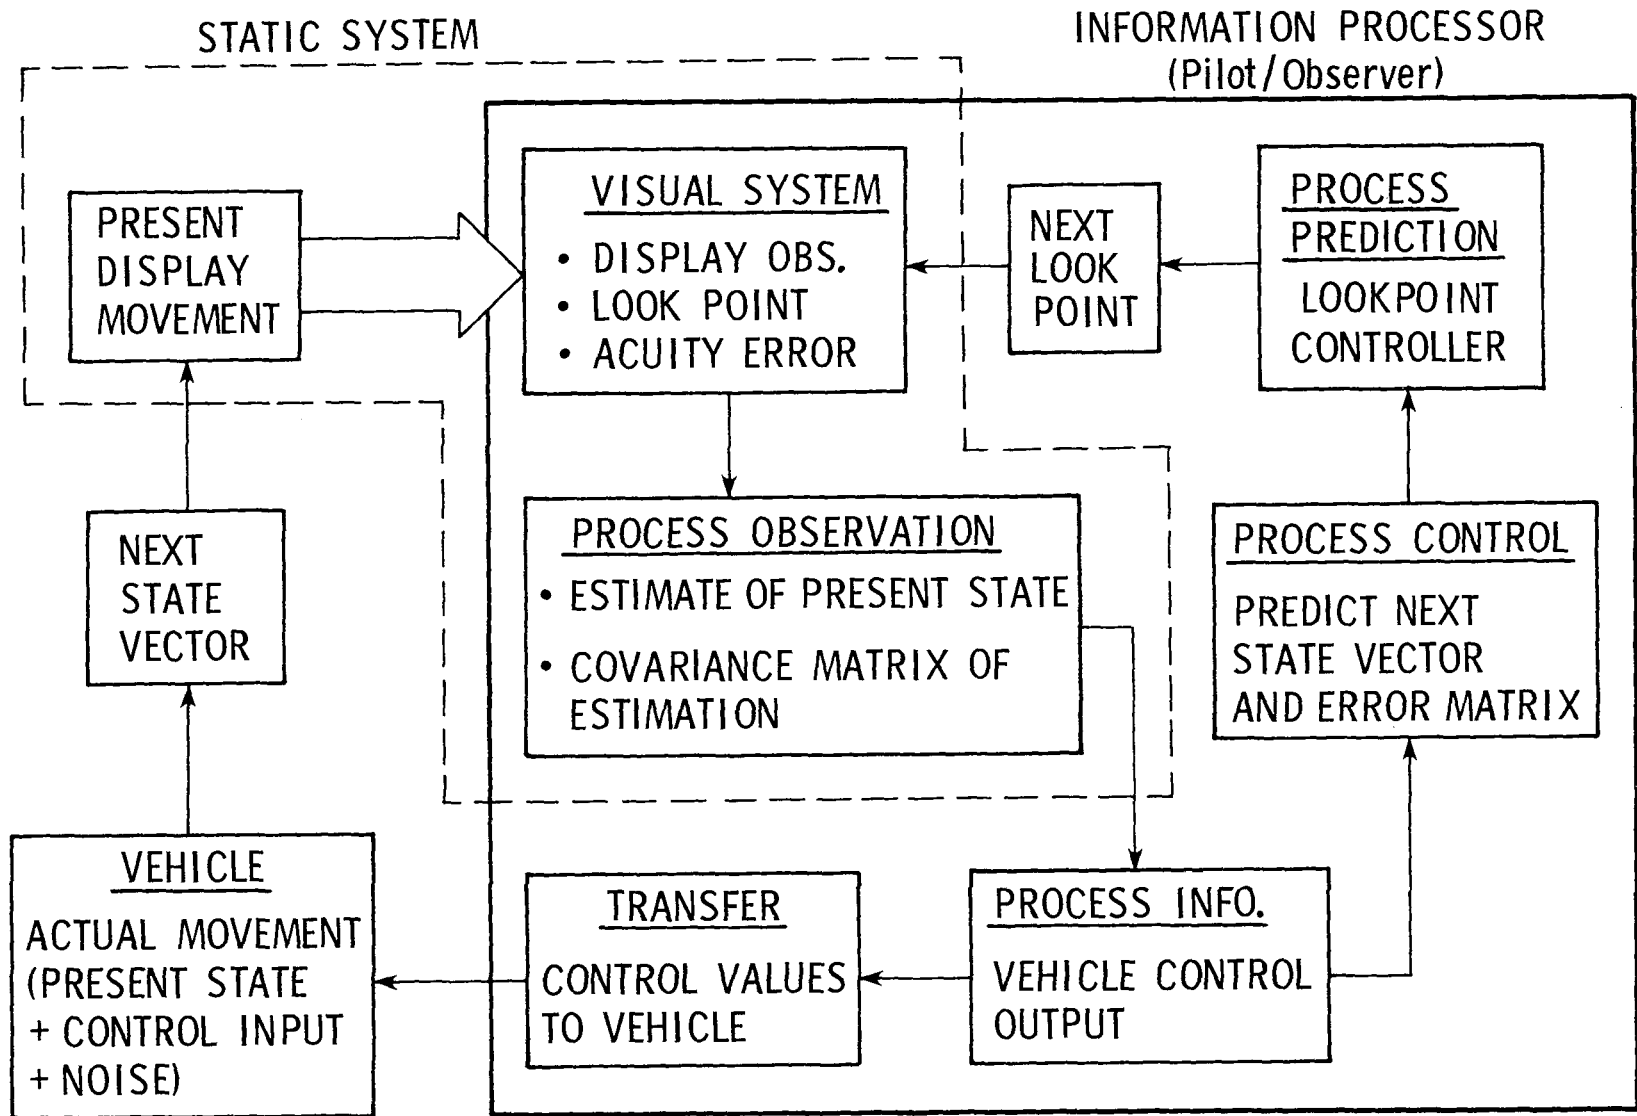 STATIC SYSTEM
INFORMATION PROCESSOR
(Pilot/Observer)
PRESENT
DISPLAY
MOVEMENT
VISUAL SYSTEM
• DISPLAY OBS.
• LOOK POINT
• ACUITY ERROR
NEXT
LOOK
POINT
PROCESS
PREDICTION
LOOKPOINT
CONTROLLER
NEXT
STATE
VECTOR
PROCESS OBSERVATION
• ESTIMATE OF PRESENT STATE
• COVARIANCE MATRIX OF
ESTIMATION
PROCESS CONTROL
PREDICT NEXT
STATE VECTOR
AND ERROR MATRIX
VEHICLE
ACTUAL MOVEMENT
(PRESENT STATE
+ CONTROL INPUT
+ NOISE)
TRANSFER
CONTROL VALUES
TO VEHICLE
PROCESS INFO.
VEHICLE CONTROL
OUTPUT